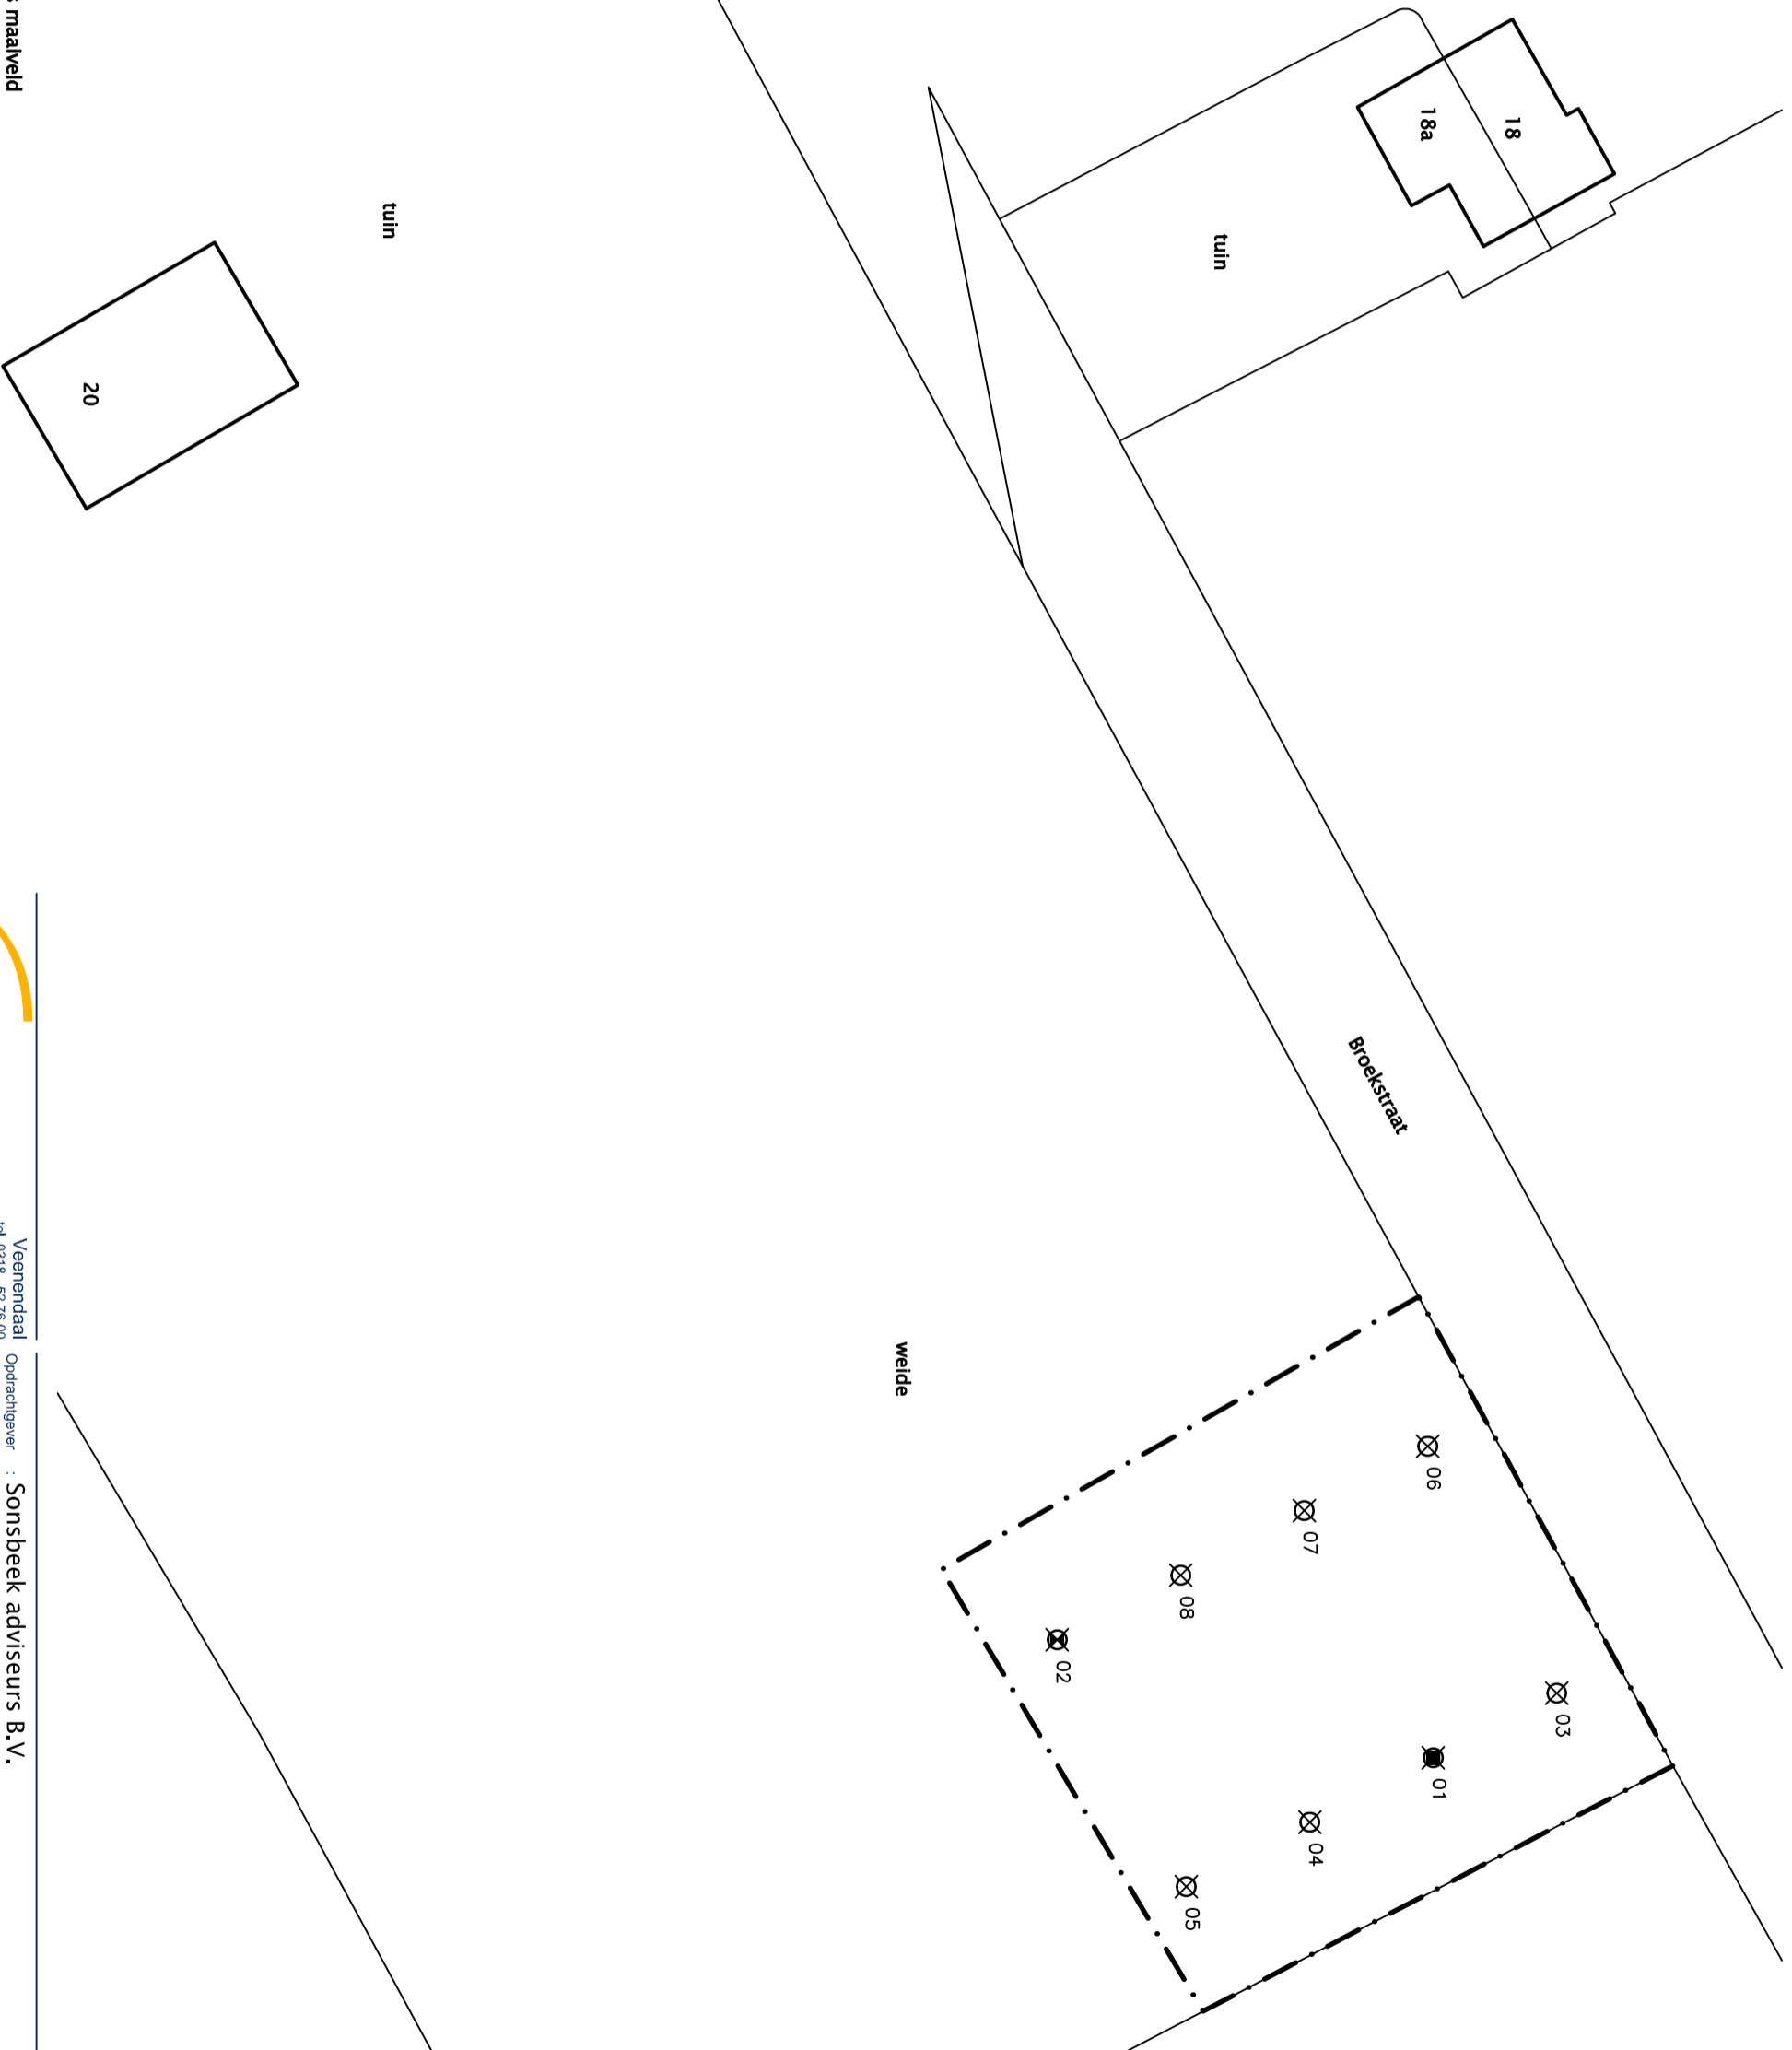 18
18a
tuin
tuin
20
Broekstraat
weide
06
07
08
02
03
01
04
05
maaiveld
Veenendaal
Opdrachtgever : Sonsbeek adviseurs B.V.